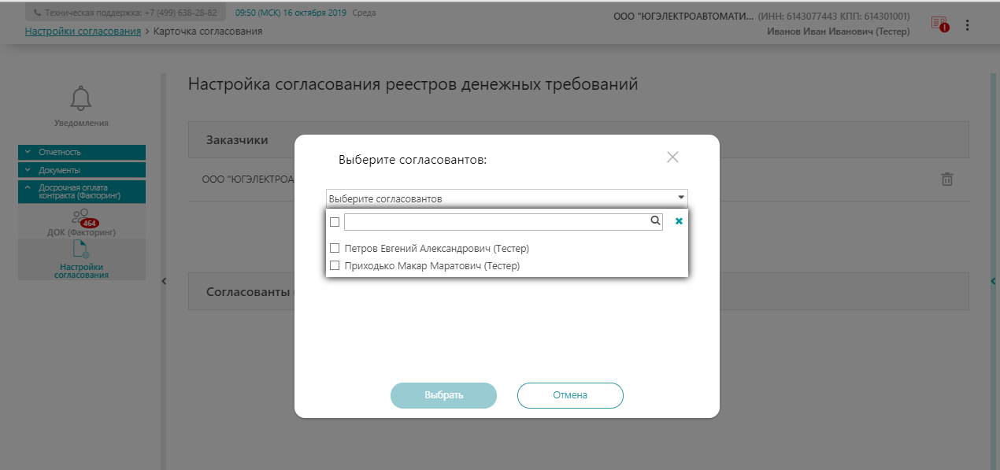 Техническая поддержка: +7 (499) 638-28-82
09:50 (МСК) 16 октября 2019 Среда
ООО "ЮГЭЛЕКТРОАВТОМАТИ... (ИНН: 6143077443 КПП: 614301001)
Иванов Иван Иванович (Тестер)
!
Настройки согласования > Карточка согласования
Уведомления
Отчетность
Документы
Досрочная оплата
контракта (Факторинг)
464
ДОК (Факторинг)
Настройки
согласования
Настройка согласования реестров денежных требований
Заказчики
ООО "ЮГЭЛЕКТРОА
Согласованты
Выберите согласовантов:
Выберите согласовантов
Петров Евгений Александрович (Тестер)
Приходько Макар Маратович (Тестер)
Выбрать
Отмена